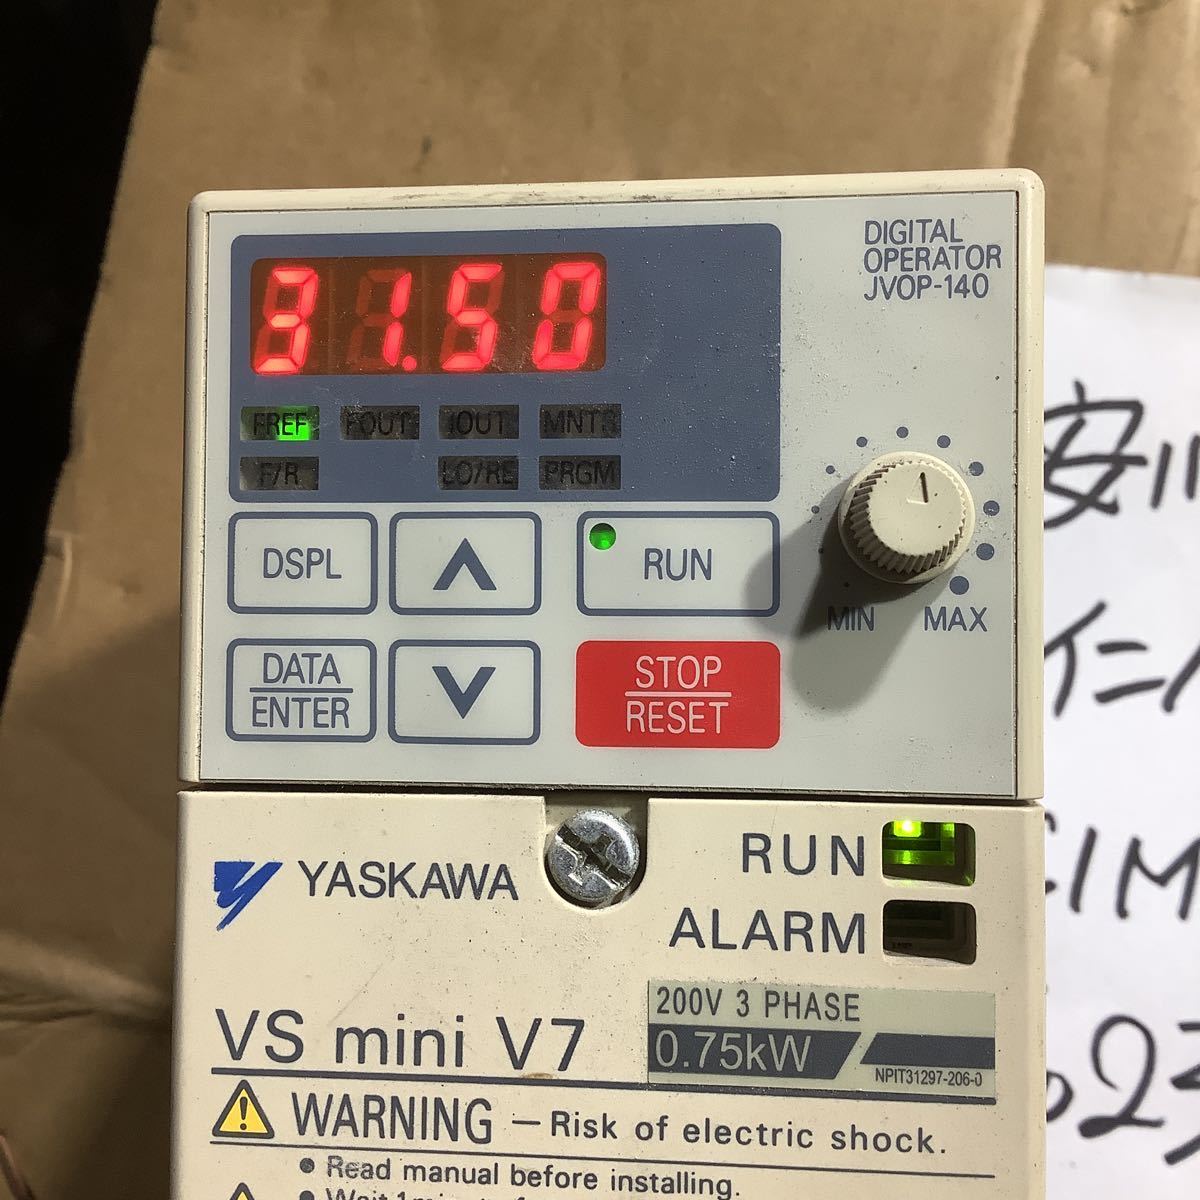 DIGITAL
OPERATOR
JVOP-140
31.50
FREF FOUT IOUT MNTR
F/R LO/RE PRGM
DSPL
RUN
MIN MAX
DATA
ENTER
STOP
RESET
YASKAWA
RUN
ALARM
VS mini V7
200V 3 PHASE
0.75kW
NPIT31297-206-0
WARNING – Risk of electric shock.
• Read manual before installing.
安川